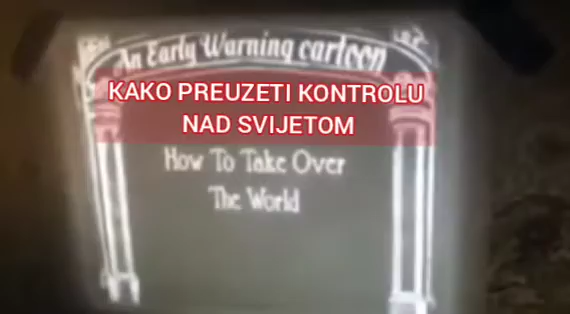 An Early Warning cartoon
KAKO PREUZETI KONTROLU
NAD SVIJETOM
How To Take Over
The World